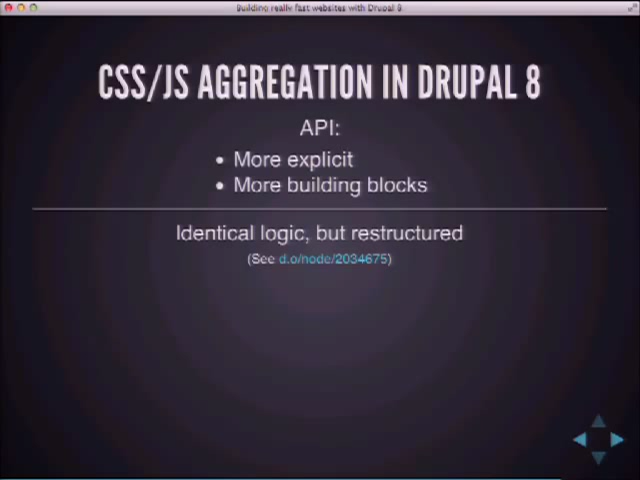 Building really fast websites with Drupal 8
CSS/JS AGGREGATION IN DRUPAL 8
API:
• More explicit
• More building blocks
Identical logic, but restructured
(See d.o/node/2034675)